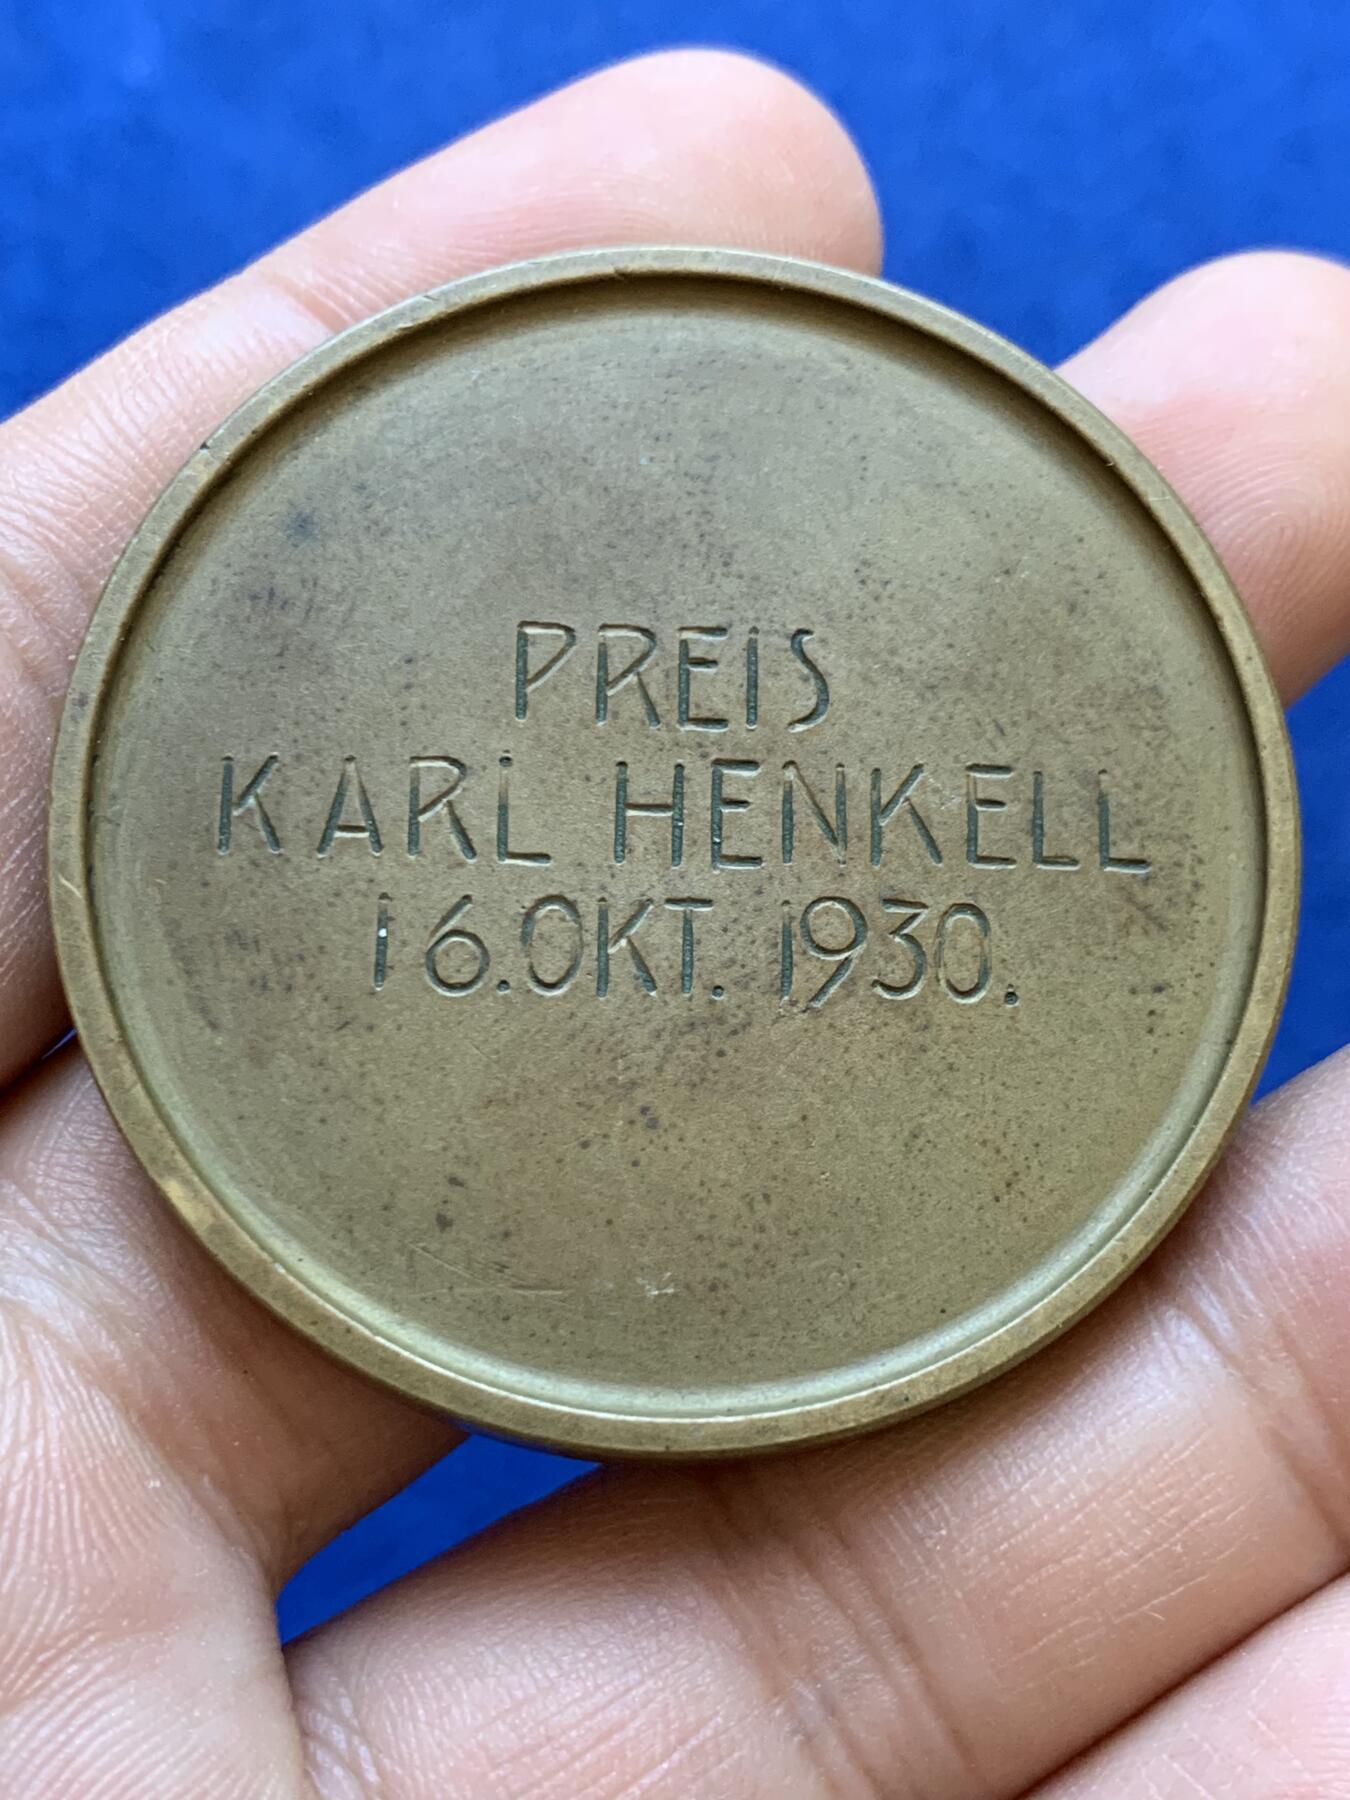 PREIS
KARL HENKELL
16.OKT. 1930.